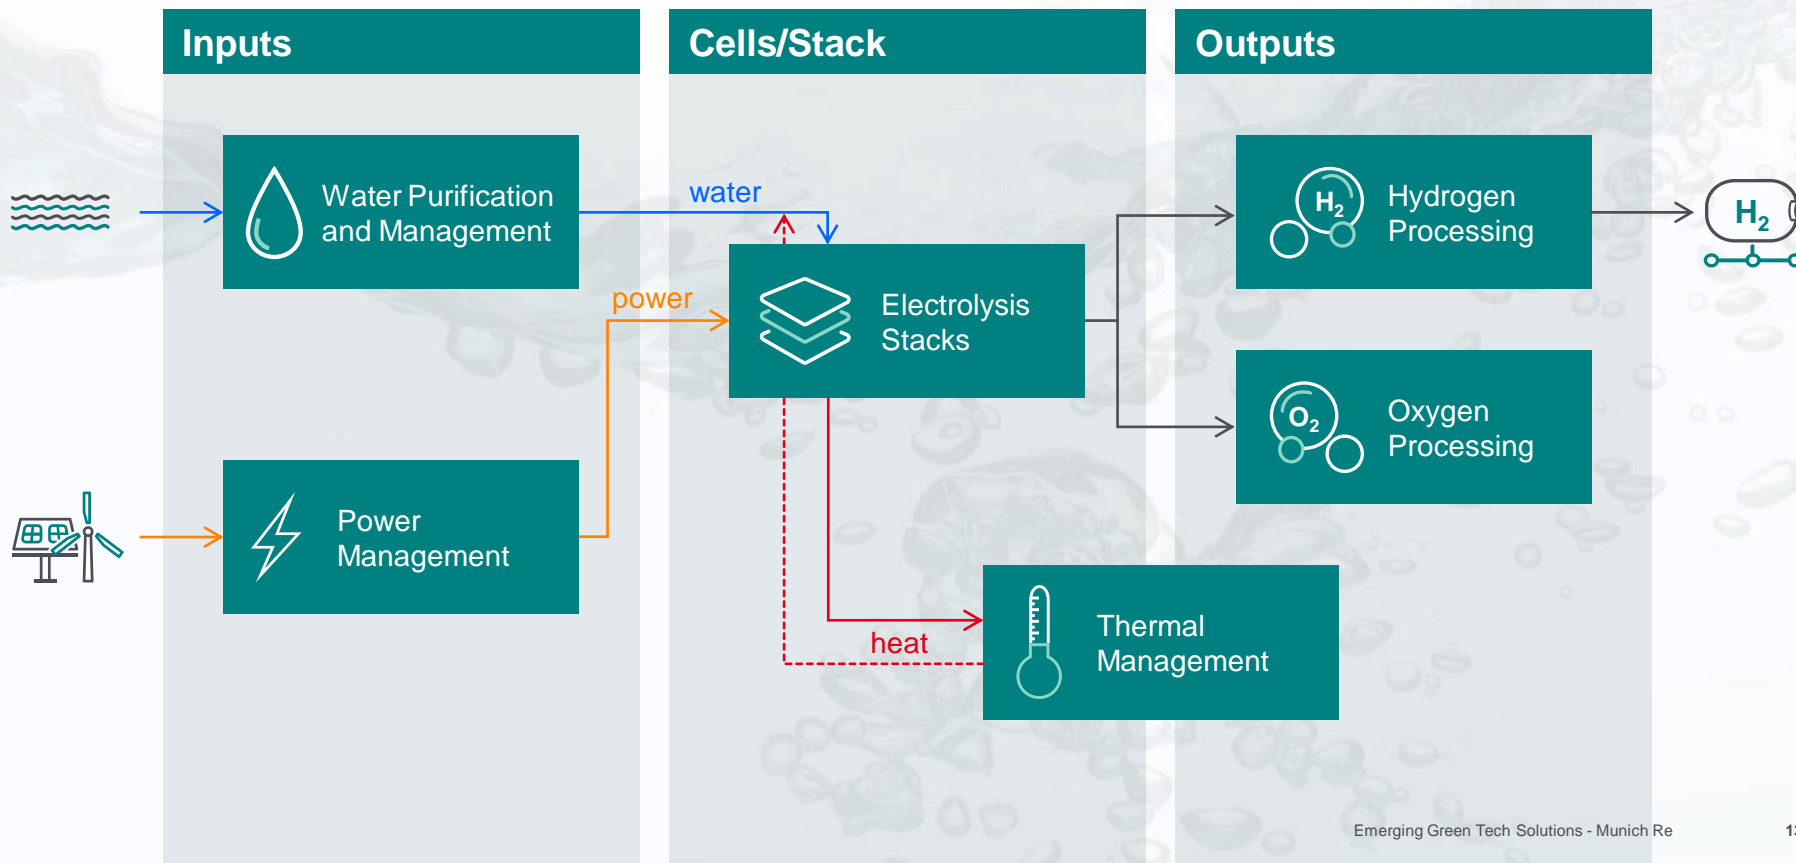 Inputs
Cells/Stack
Outputs
Water Purification
and Management
water
H2
Hydrogen
Processing
H2
power
Electrolysis
Stacks
O2
Oxygen
Processing
Power
Management
heat
Thermal
Management
Emerging Green Tech Solutions - Munich Re